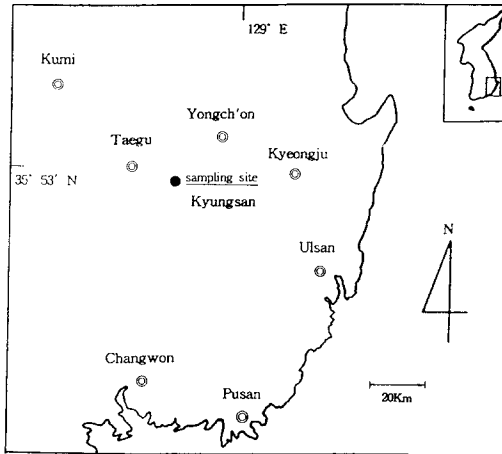 129° E
Kumi
Yongch'on
Taegu
Kyeongju
35° 53' N
sampling site
Kyungsan
N
Ulsan
Changwon
Pusan
20Km